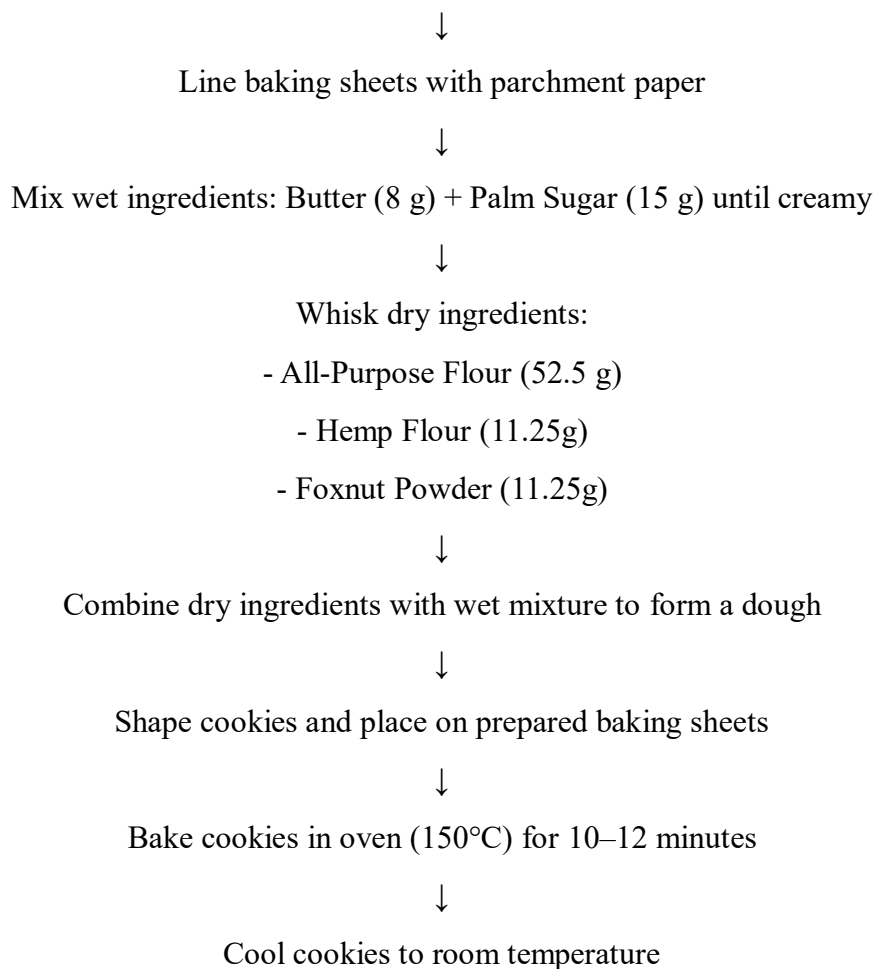 ↓
Line baking sheets with parchment paper
↓
Mix wet ingredients: Butter (8 g) + Palm Sugar (15 g) until creamy
↓
Whisk dry ingredients:
- All-Purpose Flour (52.5 g)
- Hemp Flour (11.25g)
- Foxnut Powder (11.25g)
↓
Combine dry ingredients with wet mixture to form a dough
↓
Shape cookies and place on prepared baking sheets
↓
Bake cookies in oven (150°C) for 10–12 minutes
↓
Cool cookies to room temperature